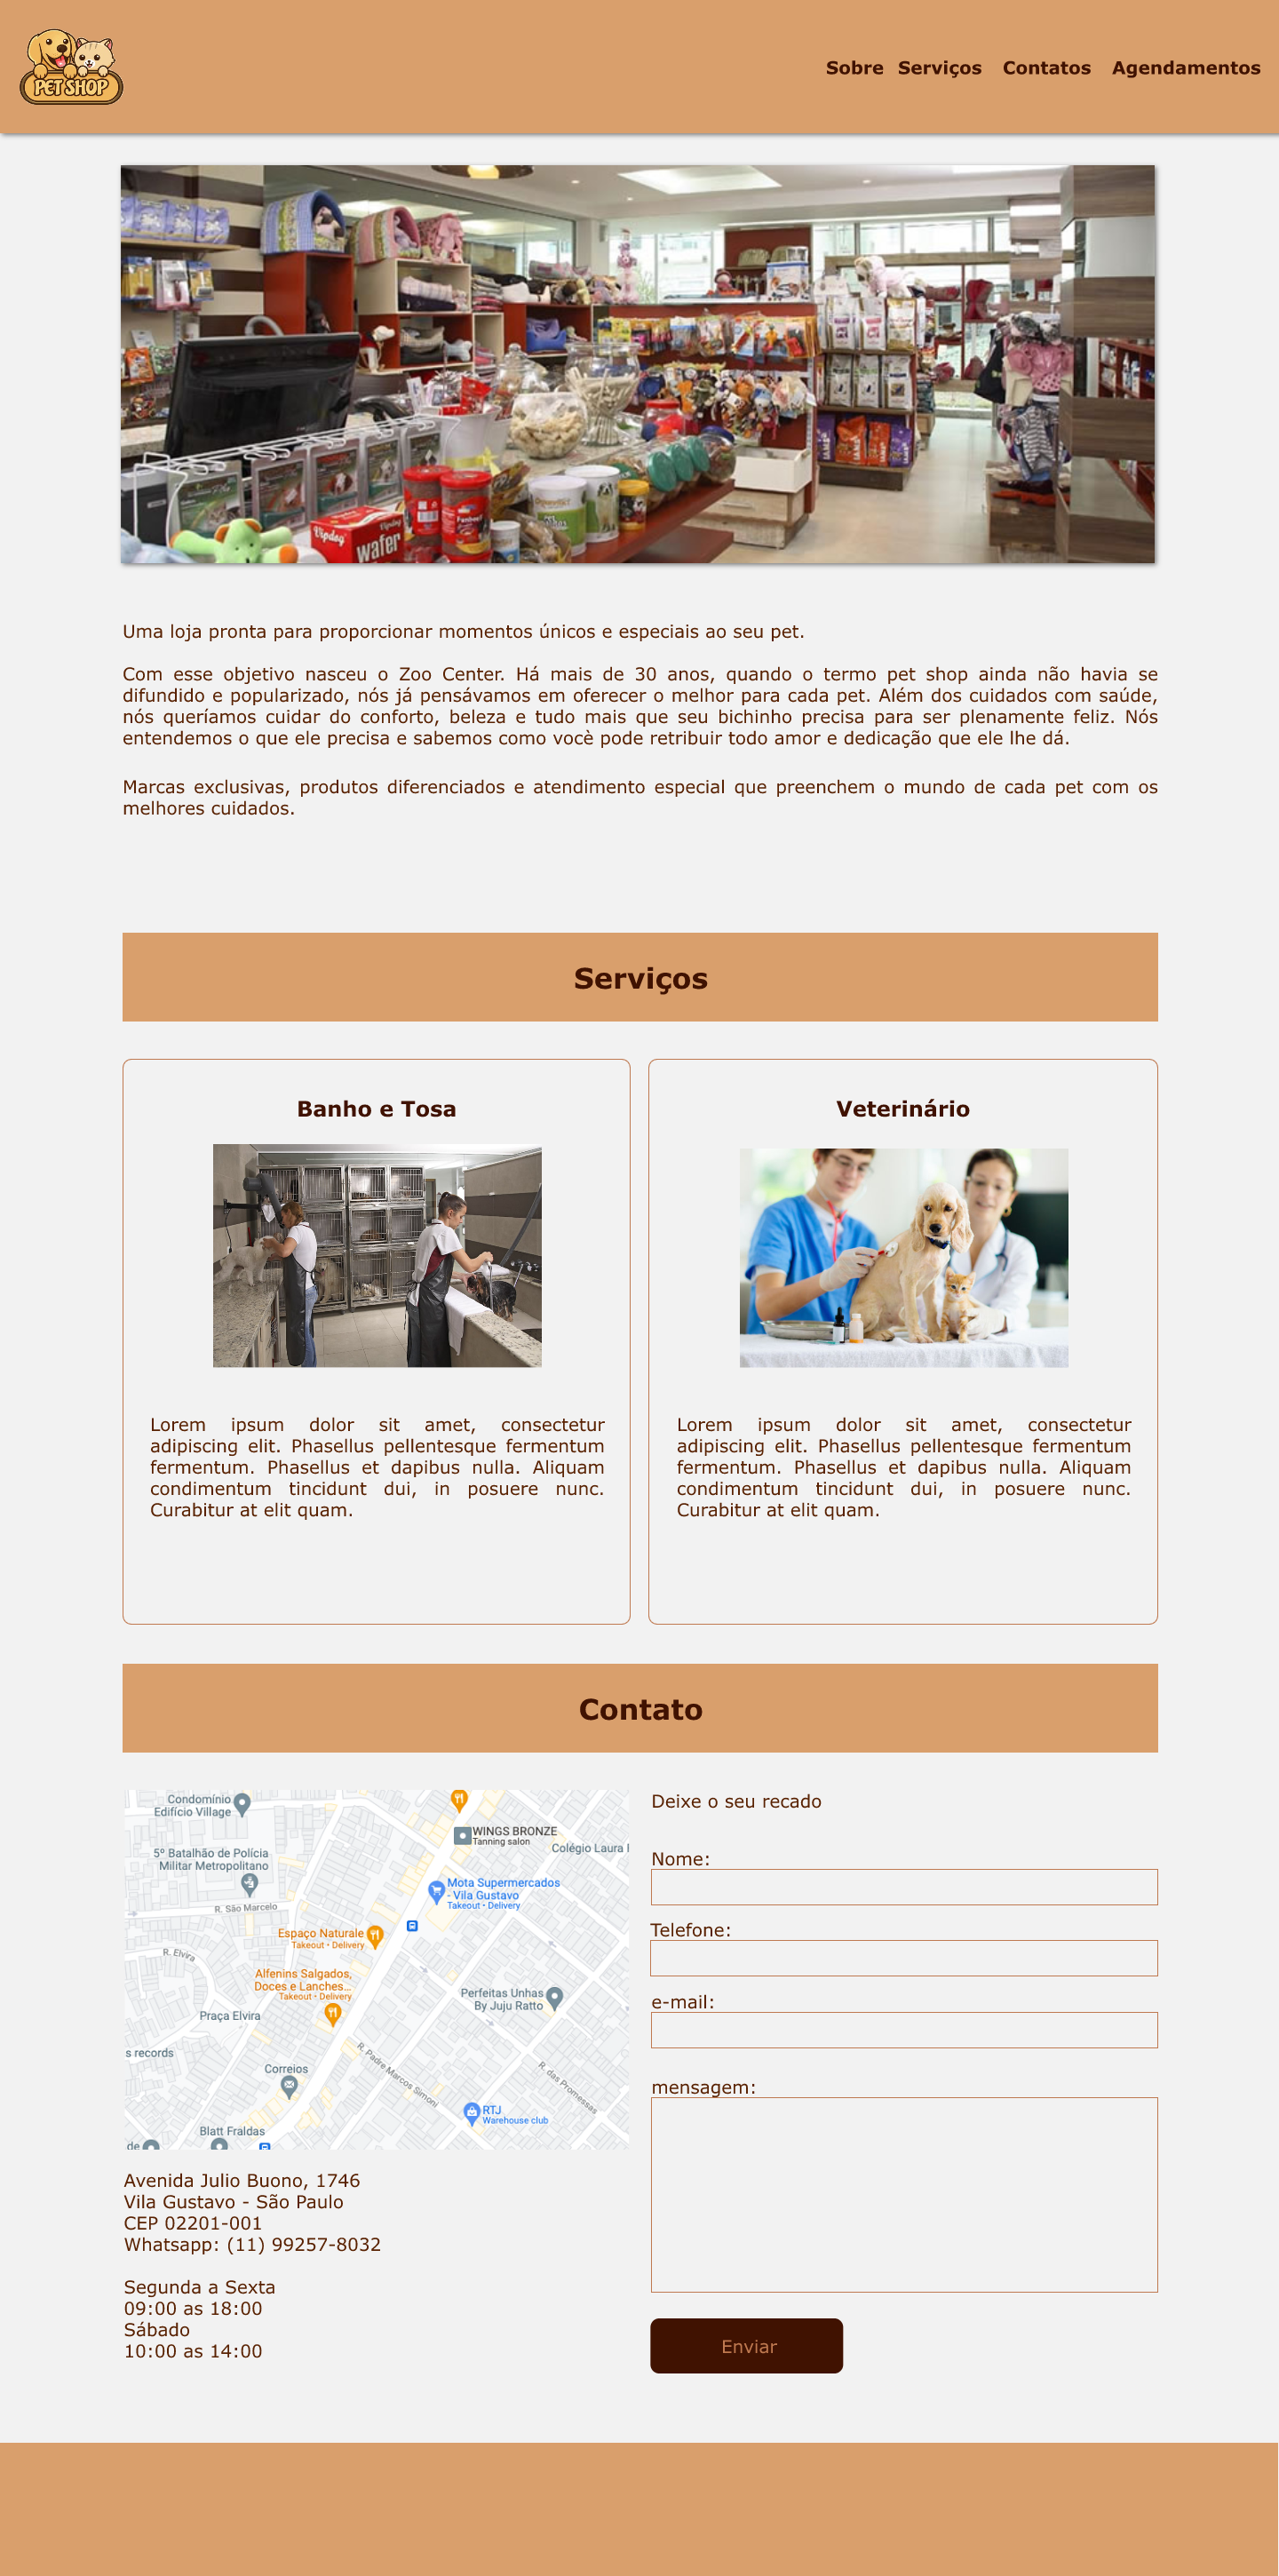 PET SHOP
Sobre Serviços Contatos Agendamentos
Vipdog
wafer
Uma loja pronta para proporcionar momentos únicos e especiais ao seu pet.
Com esse objetivo nasceu o Zoo Center. Há mais de 30 anos, quando o termo pet shop ainda não havia se
difundido e popularizado, nós já pensávamos em oferecer o melhor para cada pet. Além dos cuidados com saúde,
nós queríamos cuidar do conforto, beleza e tudo mais que seu bichinho precisa para ser plenamente feliz. Nós
entendemos o que ele precisa e sabemos como vocè pode retribuir todo amor e dedicação que ele lhe dá.
Marcas exclusivas, produtos diferenciados e atendimento especial que preenchem o mundo de cada pet com os
melhores cuidados.
Serviços
Banho e Tosa
Lorem ipsum dolor sit amet, consectetur
adipiscing elit. Phasellus pellentesque fermentum
fermentum. Phasellus et dapibus nulla. Aliquam
condimentum tincidunt dui, in posuere nunc.
Curabitur at elit quam.
Veterinário
Lorem ipsum dolor sit amet, consectetur
adipiscing elit. Phasellus pellentesque fermentum
fermentum. Phasellus et dapibus nulla. Aliquam
condimentum tincidunt dui, in posuere nunc.
Curabitur at elit quam.
Contato
Condomínio
Edifício Village
WINGS BRONZE
Tanning salon
Colégio Laura
5º Batalhão de Polícia
Militar Metropolitano
Mota Supermercados
- Vila Gustavo
Takeout • Delivery
R. São Marcelo
Espaço Naturale
Takeout • Delivery
R. Elvira
Alfenins Salgados,
Doces e Lanches...
Takeout • Delivery
Perfeitas Unhas
By Juju Ratto
Praça Elvira
s records
Correios
R. Padre Marcos Simoni
R. das Promessas
RTJ
Warehouse club
Blatt Fraldas
de
Avenida Julio Buono, 1746
Vila Gustavo - São Paulo
CEP 02201-001
Whatsapp: (11) 99257-8032
Segunda a Sexta
09:00 as 18:00
Sábado
10:00 as 14:00
Deixe o seu recado
Nome:
Telefone:
e-mail:
mensagem:
Enviar